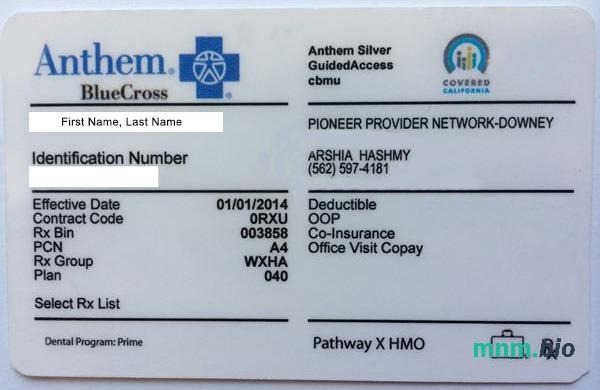 Anthem.
BlueCross
First Name, Last Name
Identification Number
Effective Date 01/01/2014
Contract Code 0RXU
Rx Bin 003858
PCN A4
Rx Group WXHA
Plan 040
Select Rx List
Dental Program: Prime
Anthem Silver
GuidedAccess
cbmu
COVERED
CALIFORNIA
PIONEER PROVIDER NETWORK-DOWNEY
ARSHIA HASHMY
(562) 597-4181
Deductible
OOP
Co-Insurance
Office Visit Copay
Pathway X HMO
mnm.Bio